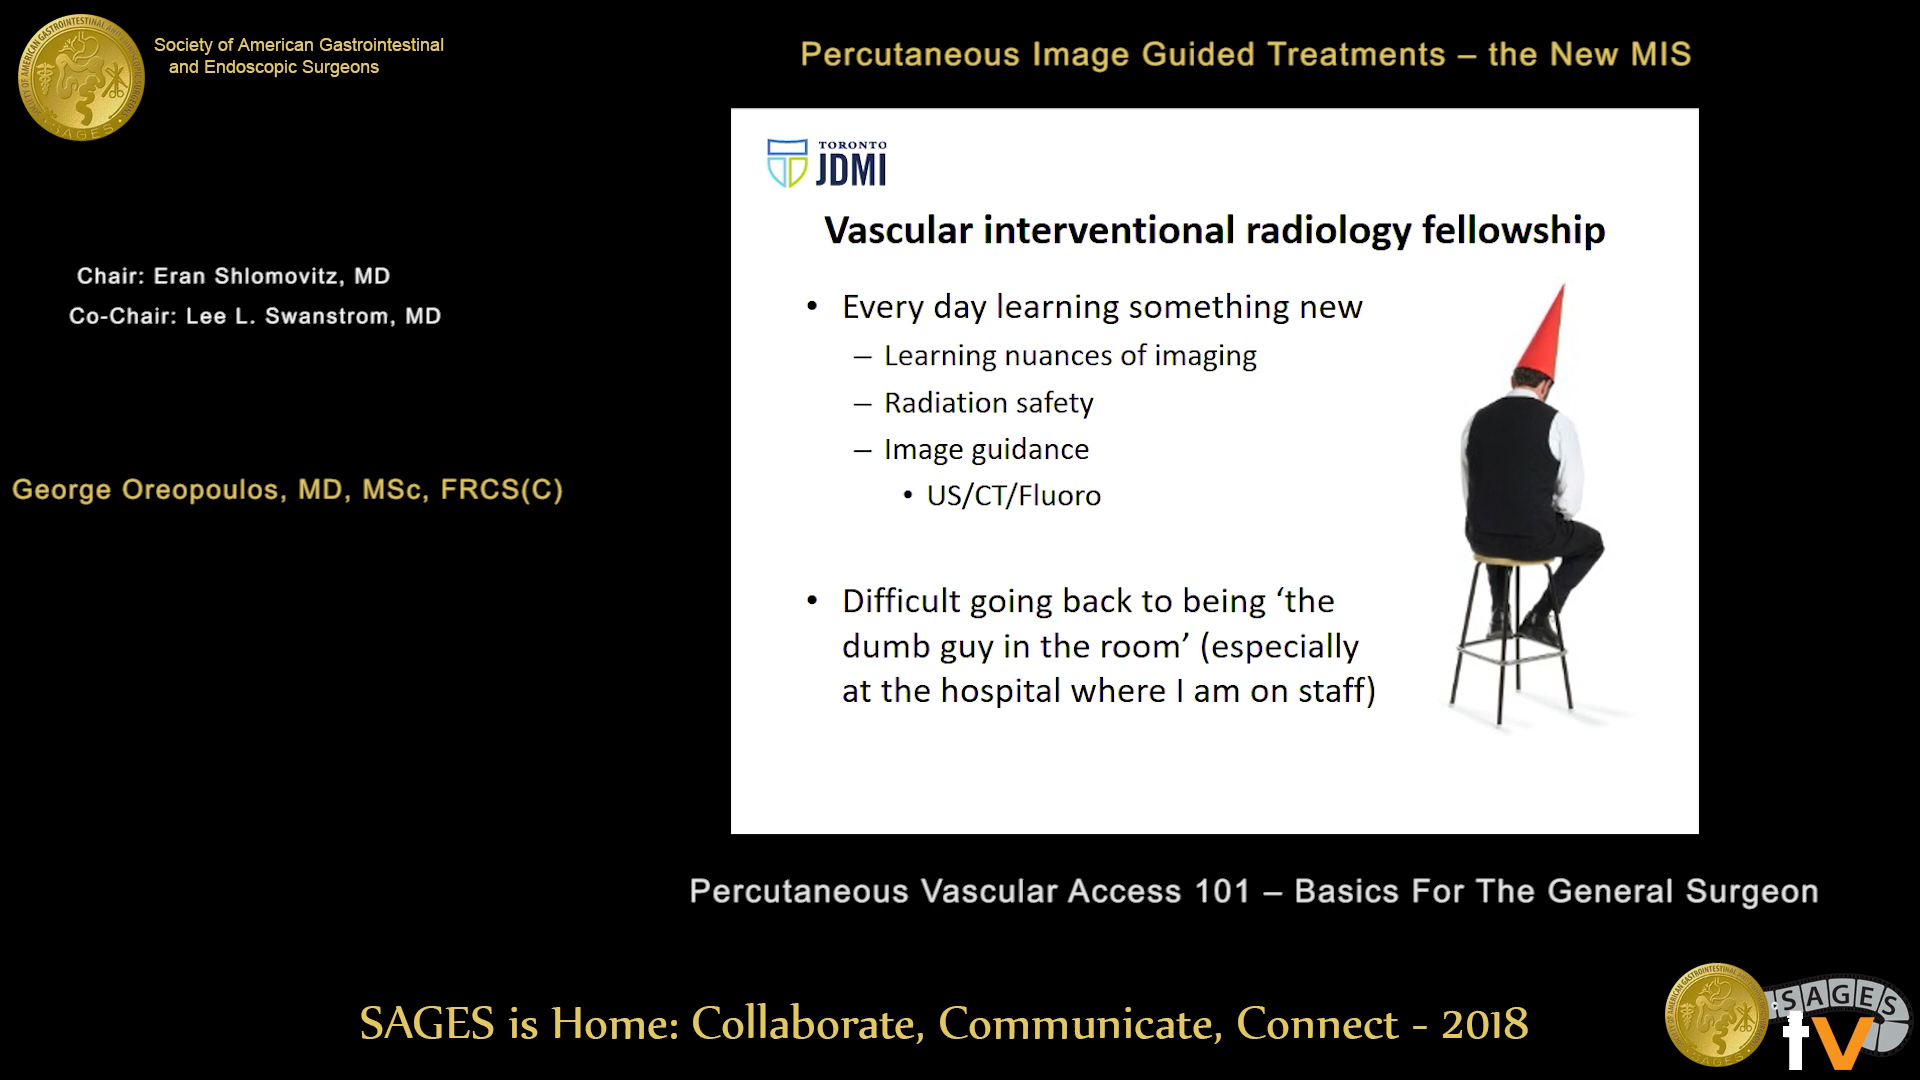 Society of American Gastrointestinal
and Endoscopic Surgeons
Percutaneous Image Guided Treatments – the New MIS
Chair: Eran Shlomovitz, MD
Co-Chair: Lee L. Swanstrom, MD
George Oreopoulos, MD, MSc, FRCS(C)
TORONTO
JDMI
Vascular interventional radiology fellowship
• Every day learning something new
– Learning nuances of imaging
– Radiation safety
– Image guidance
• US/CT/Fluoro
• Difficult going back to being ‘the
dumb guy in the room’ (especially
at the hospital where I am on staff)
Percutaneous Vascular Access 101 – Basics For The General Surgeon
SAGES is Home: Collaborate, Communicate, Connect - 2018
SAGES
tv